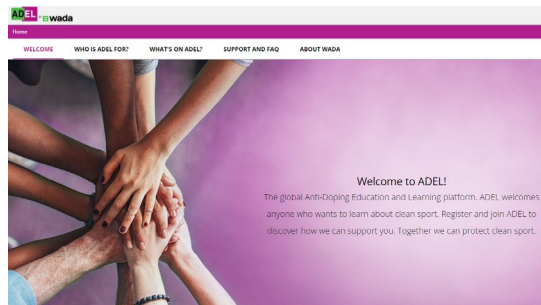 ADEL BY wada
Home
WELCOME WHO IS ADEL FOR? WHAT'S ON ADEL? SUPPORT AND FAQ ABOUT WADA
Welcome to ADEL!
The global Anti-Doping Education and Learning platform. ADEL welcomes
anyone who wants to learn about clean sport. Register and join ADEL to
discover how we can support you. Together we can protect clean sport.